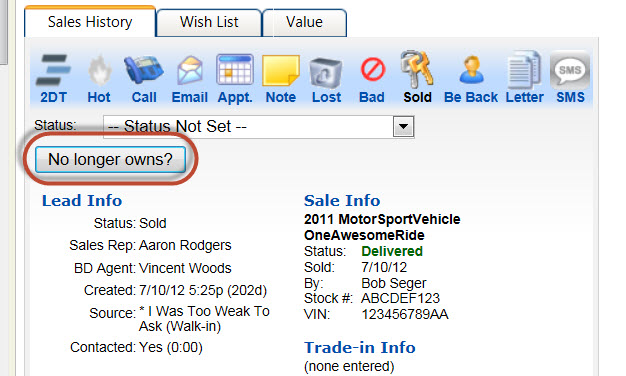 Sales History Wish List Value
2DT Hot Call Email Appt. Note Lost Bad Sold Be Back Letter SMS
SMS
Status: -- Status Not Set --
No longer owns?
Lead Info
Status: Sold
Sales Rep: Aaron Rodgers
BD Agent: Vincent Woods
Created: 7/10/12 5:25p (202d)
Source: * I Was Too Weak To
Ask (Walk-in)
Contacted: Yes (0:00)
Sale Info
2011 MotorSportVehicle
OneAwesomeRide
Status: Delivered
Sold: 7/10/12
By: Bob Seger
Stock #: ABCDEF123
VIN: 123456789AA
Trade-in Info
(none entered)